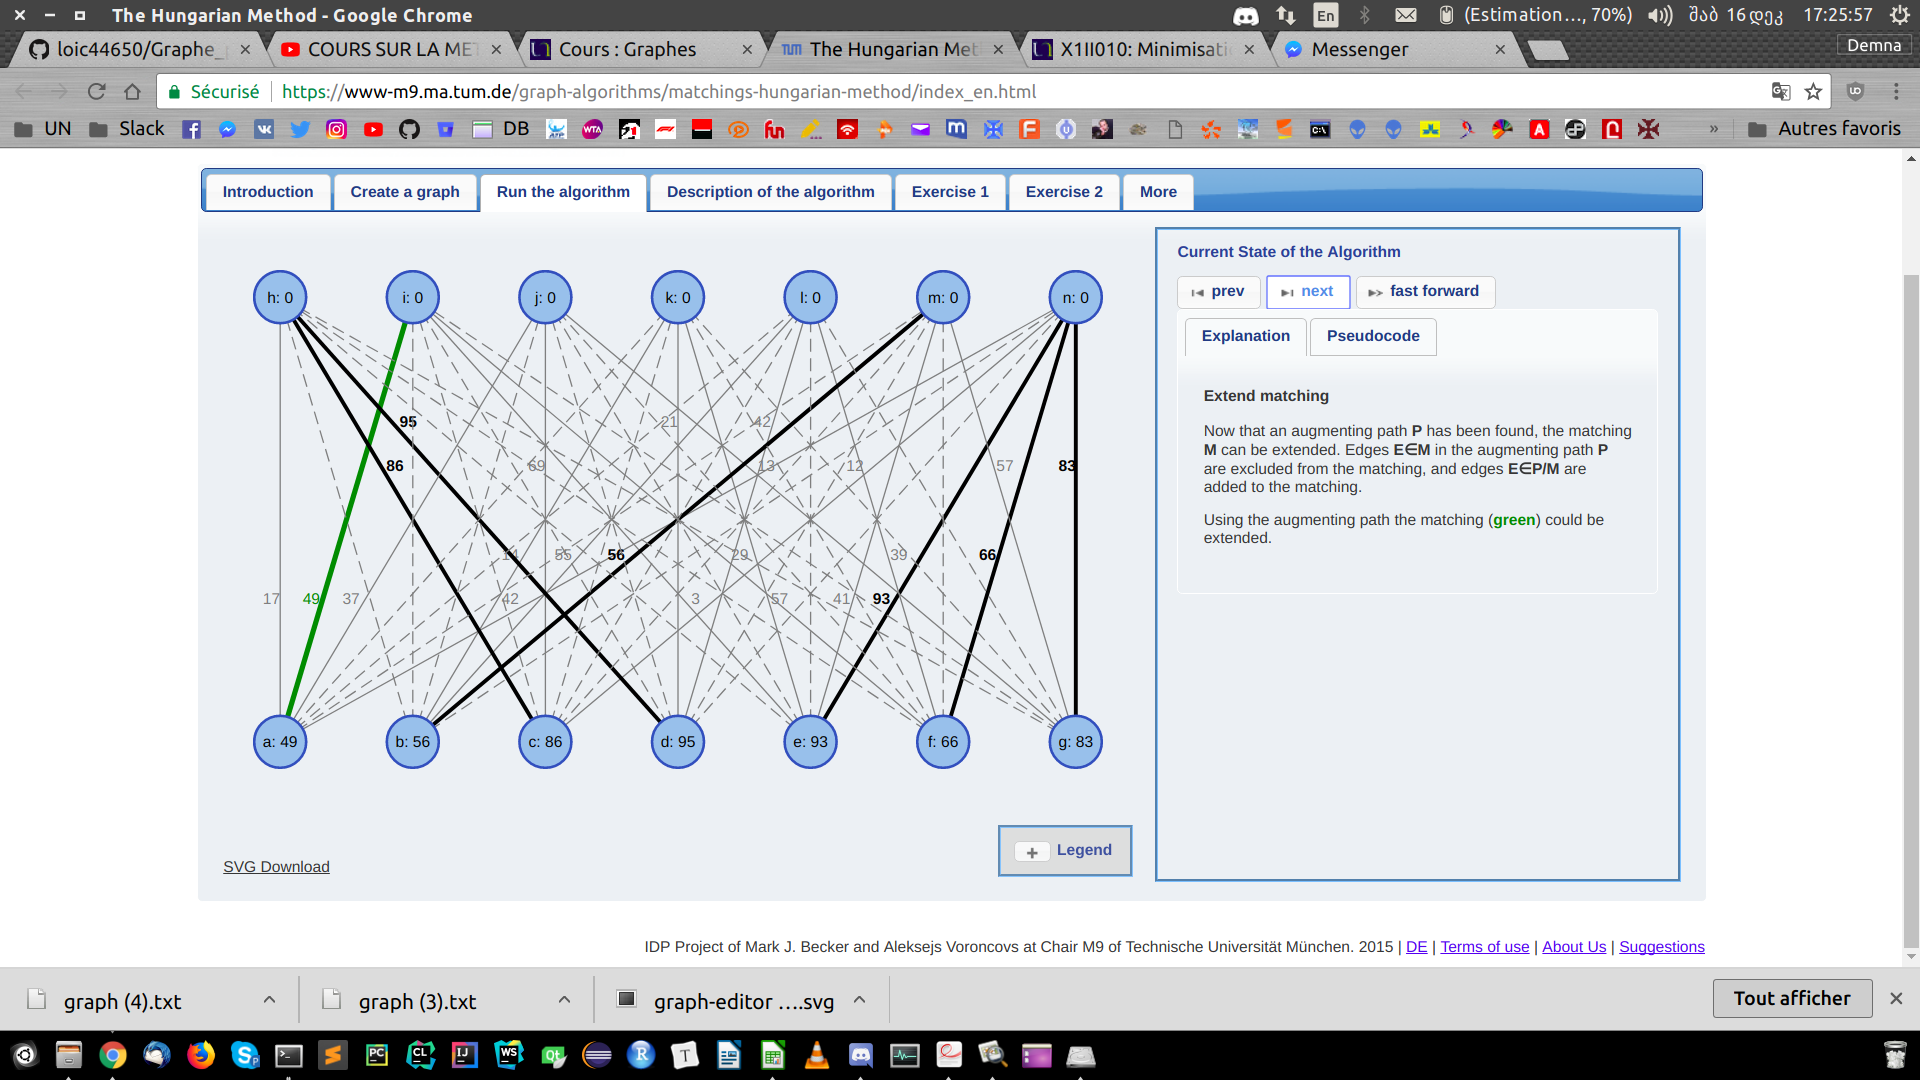 The Hungarian Method - Google Chrome
En
(Estimation..., 70%)
შაბ 16 დეკ 17:25:57
loic44650/Graphe_
COURS SUR LA MET
Cours : Graphes
TUM The Hungarian Met
X1II010: Minimisati
Messenger
Demna
Sécurisé
https://www-m9.ma.tum.de/graph-algorithms/matchings-hungarian-method/index_en.html
UN
Slack
DB
»
Autres favoris
Introduction
Create a graph
Run the algorithm
Description of the algorithm
Exercise 1
Exercise 2
More
h: 0
i: 0
j: 0
k: 0
l: 0
m: 0
n: 0
95
21
42
86
69
13
12
57
83
14
55
56
29
39
66
17
49
37
42
3
57
41
93
a: 49
b: 56
c: 86
d: 95
e: 93
f: 66
g: 83
SVG Download
+ Legend
Current State of the Algorithm
prev
next
fast forward
Explanation
Pseudocode
Extend matching
Now that an augmenting path P has been found, the matching
M can be extended. Edges E∈M in the augmenting path P
are excluded from the matching, and edges E∈P/M are
added to the matching.
Using the augmenting path the matching (green) could be
extended.
IDP Project of Mark J. Becker and Aleksejs Voroncovs at Chair M9 of Technische Universität München. 2015 | DE | Terms of use | About Us | Suggestions
graph (4).txt
graph (3).txt
graph-editor ....svg
Tout afficher